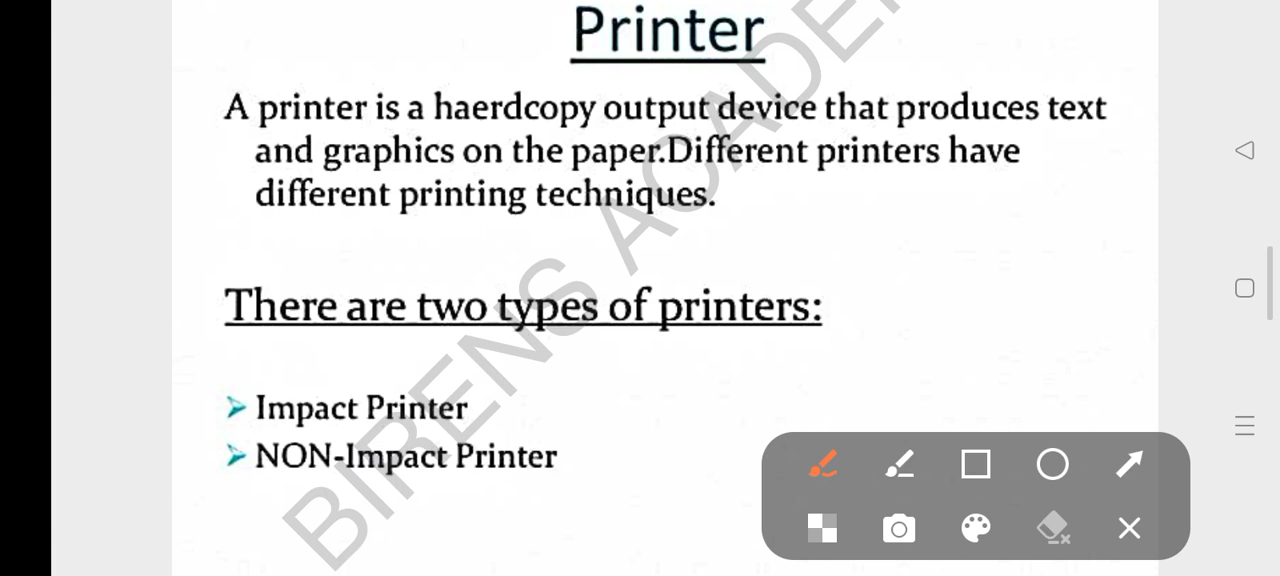 Printer
A printer is a haerdcopy output device that produces text
and graphics on the paper.Different printers have
different printing techniques.
There are two types of printers:
Impact Printer
NON-Impact Printer
BIRENS ACADE